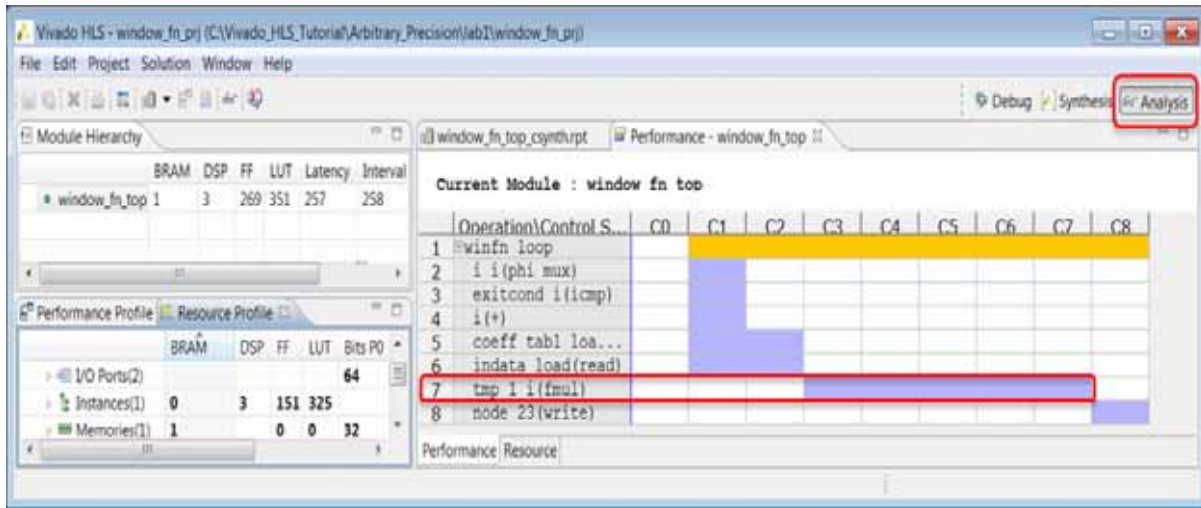 Vivado HLS - window_fn_prj (C:\Vivado_HLS_Tutorial\Arbitrary_Precision\lab1\window_fn_prj)
File Edit Project Solution Window Help
Debug Synthesis Analysis
Module Hierarchy
BRAM DSP FF LUT Latency Interval
window_fn_top 1 3 269 351 257 258
Performance Profile Resource Profile
BRAM DSP FF LUT Bits P0
I/O Ports(2) 64
Instances(1) 0 3 151 325
Memories(1) 1 0 0 32
window_fn_top_csynth.rpt Performance - window_fn_top
Current Module : window fn top
Operation\Control S... C0 C1 C2 C3 C4 C5 C6 C7 C8
1 winfn loop
2 i i(phi mux)
3 exitcond i(icmp)
4 i(+)
5 coeff tab1 loa...
6 indata load(read)
7 tmp 1 i(fmul)
8 node 23(write)
Performance Resource